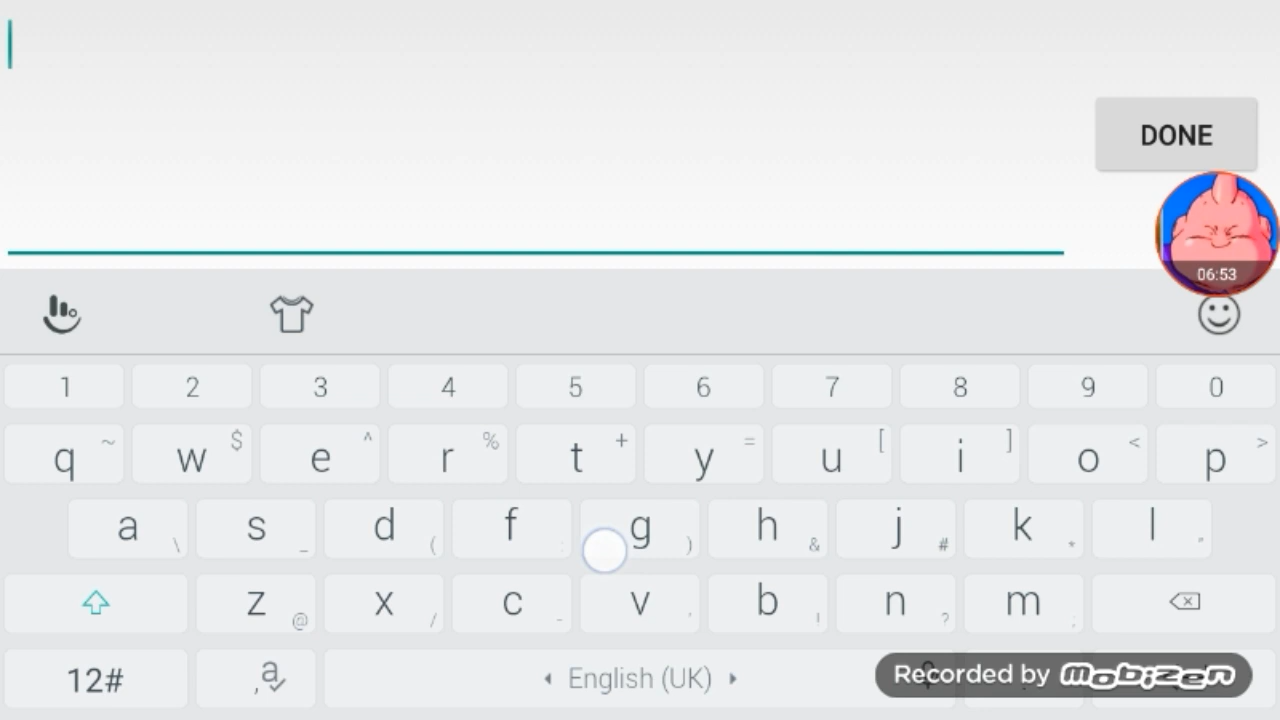 DONE
06:53
1 2 3 4 5 6 7 8 9 0
q ~ w $ e ^ r % t + y = u [ i ] o < p >
a \ s _ d ( f : g ) h & j # k * l "
z @ x / c - v ' b ! n ? m ;
12# , a English (UK)
Recorded by mobizen